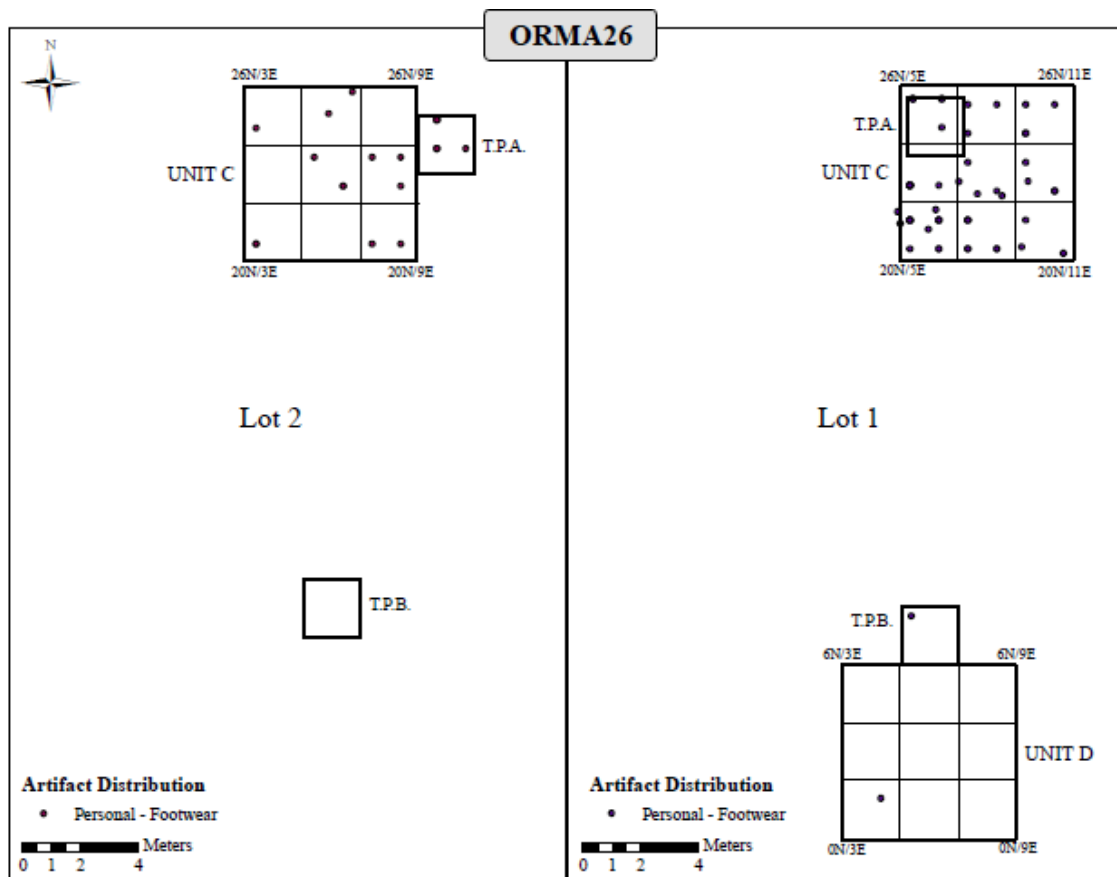 ORMA26
N
26N/3E
26N/9E
T.P.A.
UNIT C
20N/3E
20N/9E
Lot 2
T.P.B.
Artifact Distribution
Personal - Footwear
Meters
0 1 2 4
26N/5E
26N/11E
T.P.A.
UNIT C
20N/5E
20N/11E
Lot 1
T.P.B.
6N/3E
6N/9E
UNIT D
0N/3E
0N/9E
Artifact Distribution
Personal - Footwear
Meters
0 1 2 4